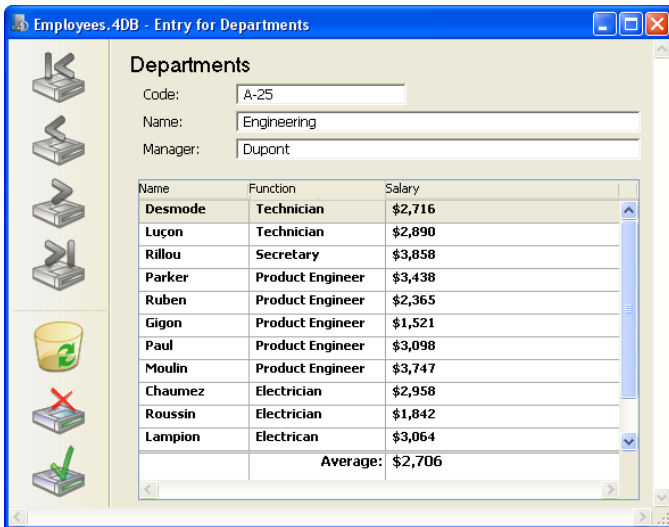 Employees.4DB - Entry for Departments
Departments
Code: A-25
Name: Engineering
Manager: Dupont
Name Function Salary
Desmode Technician $2,716
Luçon Technician $2,890
Rillou Secretary $3,858
Parker Product Engineer $3,438
Ruben Product Engineer $2,365
Gigon Product Engineer $1,521
Paul Product Engineer $3,098
Moulin Product Engineer $3,747
Chaumez Electrician $2,958
Roussin Electrician $1,842
Lampion Electrican $3,064
Average: $2,706